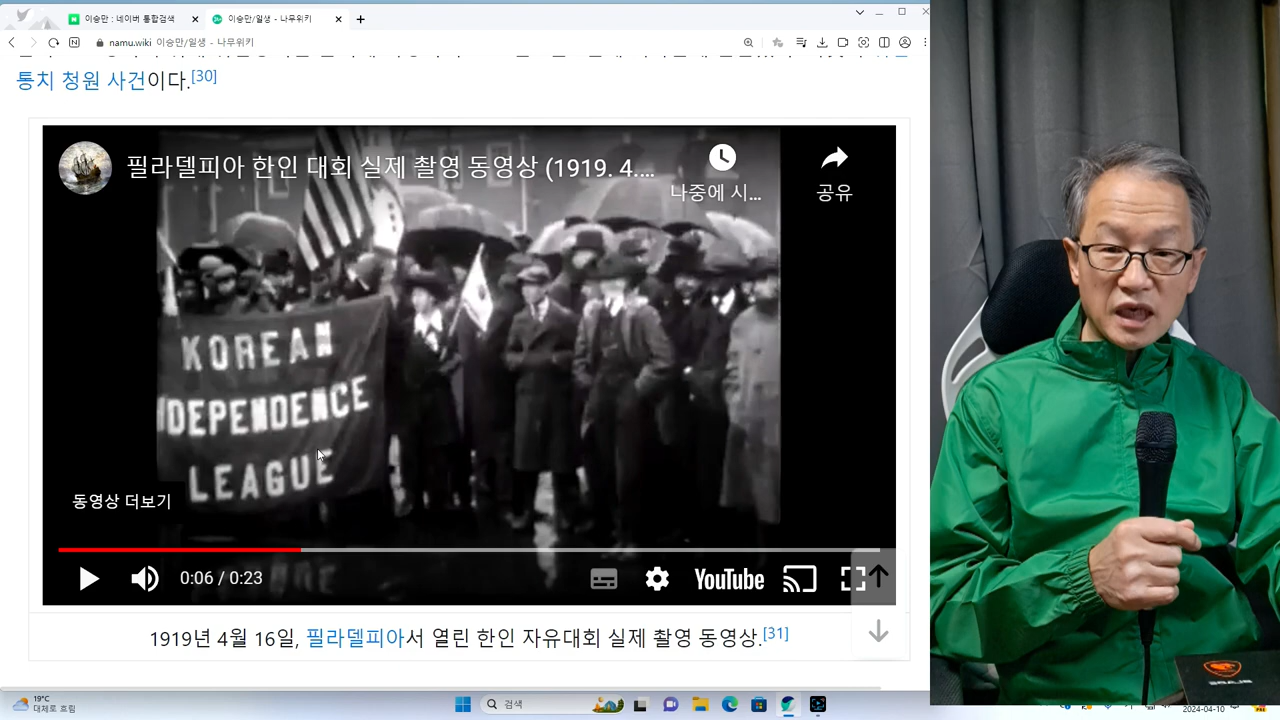 이승만 : 네이버 통합검색
이승만/일생 - 나무위키
namu.wiki 이승만/일생 - 나무위키
통치 청원 사건이다.[30]
필라델피아 한인 대회 실제 촬영 동영상 (1919. 4....
나중에 시...
공유
KOREAN
NDEPENDENCE
LEAGUE
동영상 더보기
0:06 / 0:23
YouTube
1919년 4월 16일, 필라델피아서 열린 한인 자유대회 실제 촬영 동영상.[31]
19°C
대체로 흐림
검색
2024-04-10